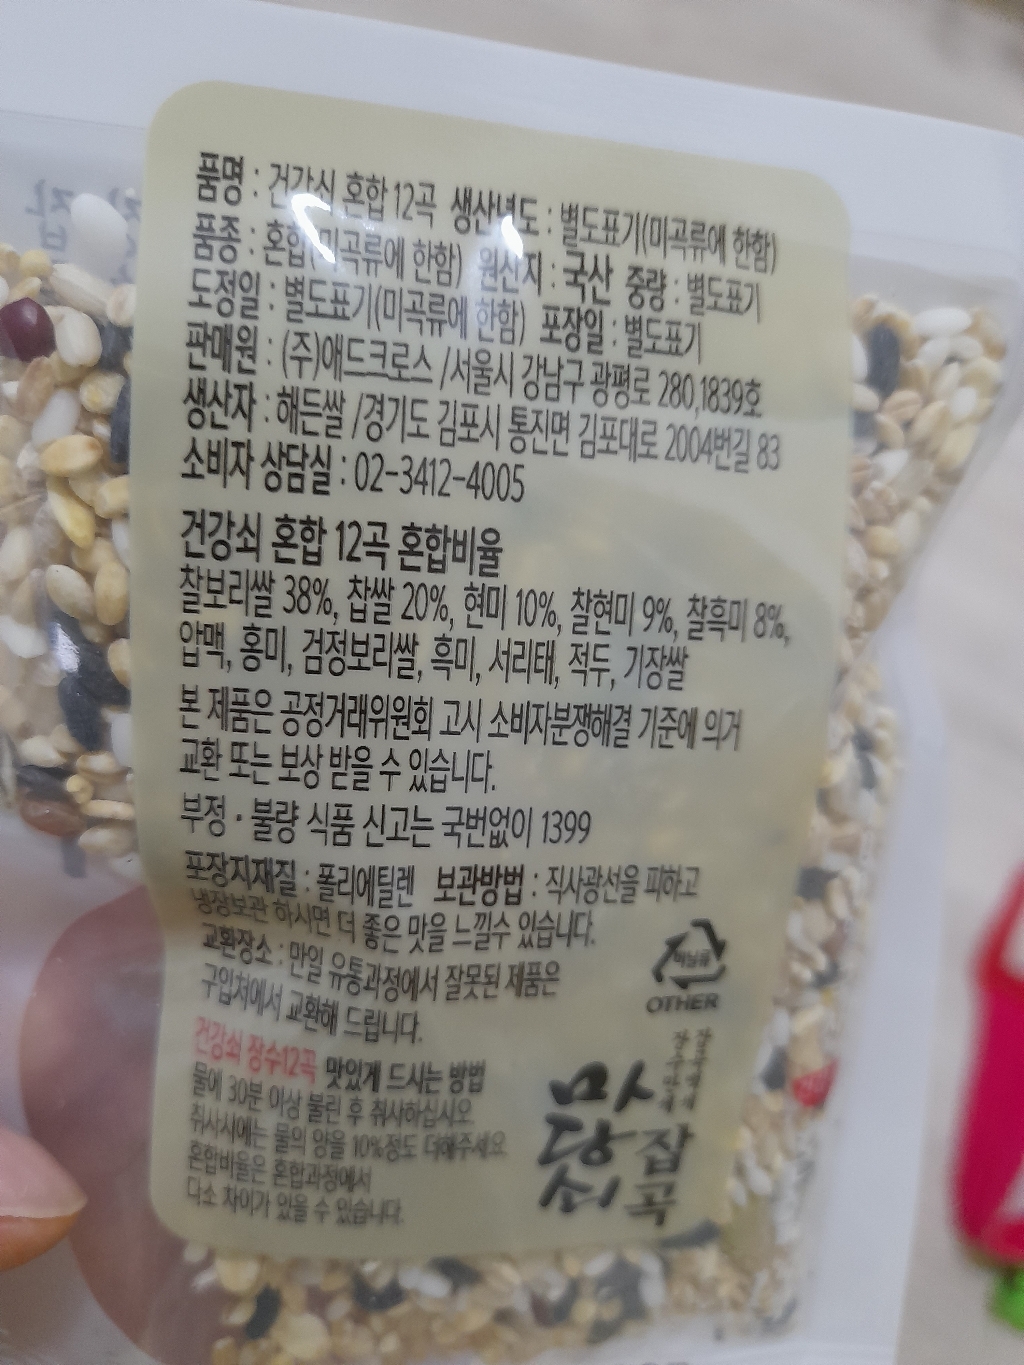 품명 : 건강쇠 혼합 12곡 생산년도 : 별도표기(미곡류에 한함)
품종 : 혼합(미곡류에 한함) 원산지 : 국산 중량 : 별도표기
도정일 : 별도표기(미곡류에 한함) 포장일 : 별도표기
판매원 : (주)애드크로스 /서울시 강남구 광평로 280,1839호
생산자 : 해든쌀 /경기도 김포시 통진면 김포대로 2004번길 83
소비자 상담실 : 02-3412-4005
건강쇠 혼합 12곡 혼합비율
찰보리쌀 38%, 찹쌀 20%, 현미 10%, 찰현미 9%, 찰흑미 8%,
압맥, 홍미, 검정보리쌀, 흑미, 서리태, 적두, 기장쌀
본 제품은 공정거래위원회 고시 소비자분쟁해결 기준에 의거
교환 또는 보상 받을 수 있습니다.
부정 · 불량 식품 신고는 국번없이 1399
포장지재질 : 폴리에틸렌 보관방법 : 직사광선을 피하고
냉장보관 하시면 더 좋은 맛을 느낄수 있습니다.
교환장소 : 만일 유통과정에서 잘못된 제품은
구입처에서 교환해 드립니다.
비닐류
OTHER
건강쇠 장수12곡 맛있게 드시는 방법
물에 30분 이상 불린 후 취사하십시오.
취사시에는 물의 양을 10%정도 더해주세요
혼합비율은 혼합과정에서
다소 차이가 있을 수 있습니다.
마당쇠
잡곡